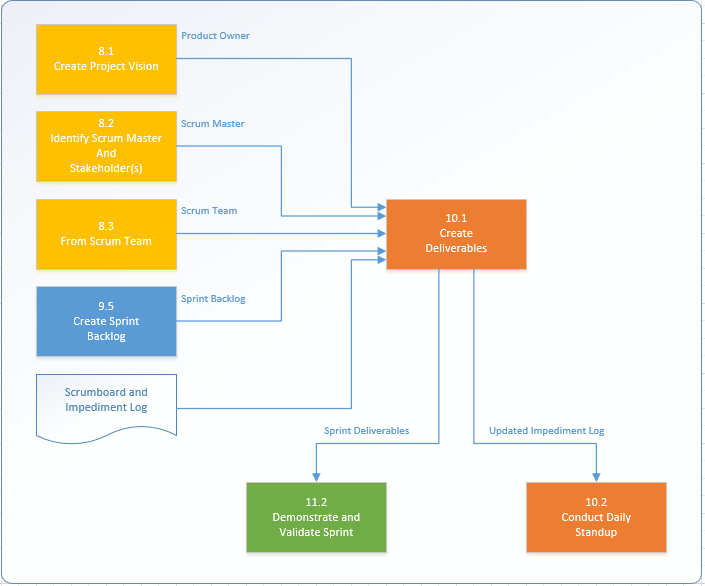 Product Owner
8.1
Create Project Vision
Scrum Master
8.2
Identify Scrum Master
And
Stakeholder(s)
Scrum Team
8.3
From Scrum Team
10.1
Create
Deliverables
Sprint Backlog
9.5
Create Sprint
Backlog
Scrumboard and
Impediment Log
Sprint Deliverables
Updated Impediment Log
11.2
Demonstrate and
Validate Sprint
10.2
Conduct Daily
Standup